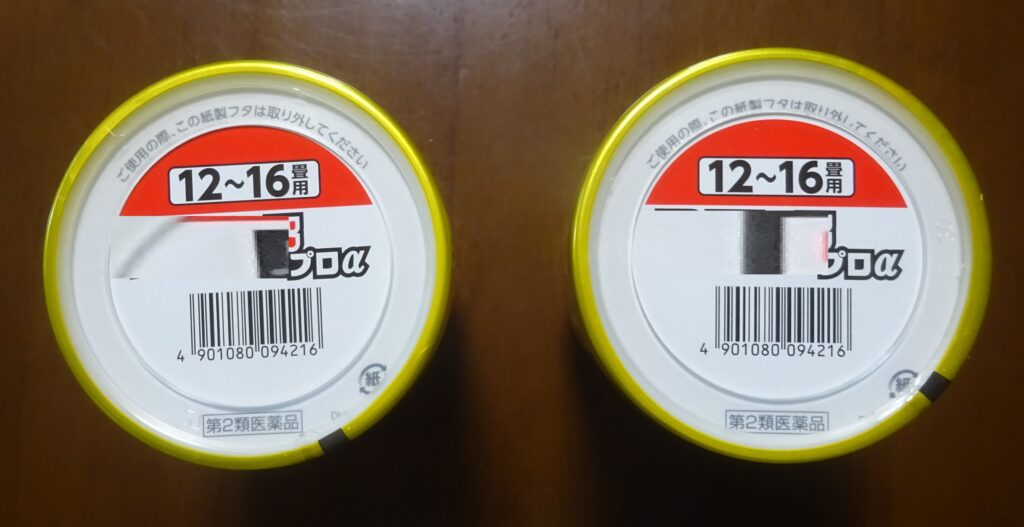 ご使用の際、この紙製フタは取り外してください
12〜16畳用
プロα
4 901080 094216
紙
第2類医薬品
ご使用の際、この紙製フタは取り外してください
12〜16畳用
プロα
4 901080 094216
紙
第2類医薬品